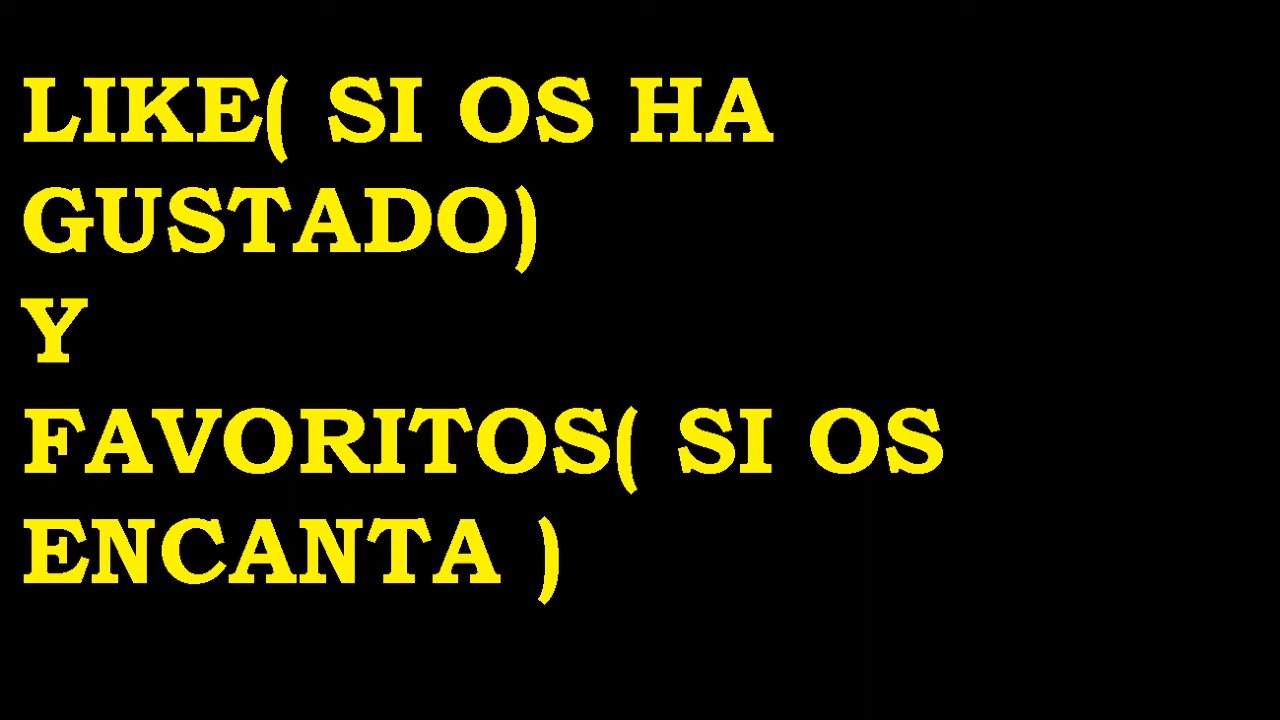 LIKE( SI OS HA
GUSTADO)
Y
FAVORITOS( SI OS
ENCANTA )